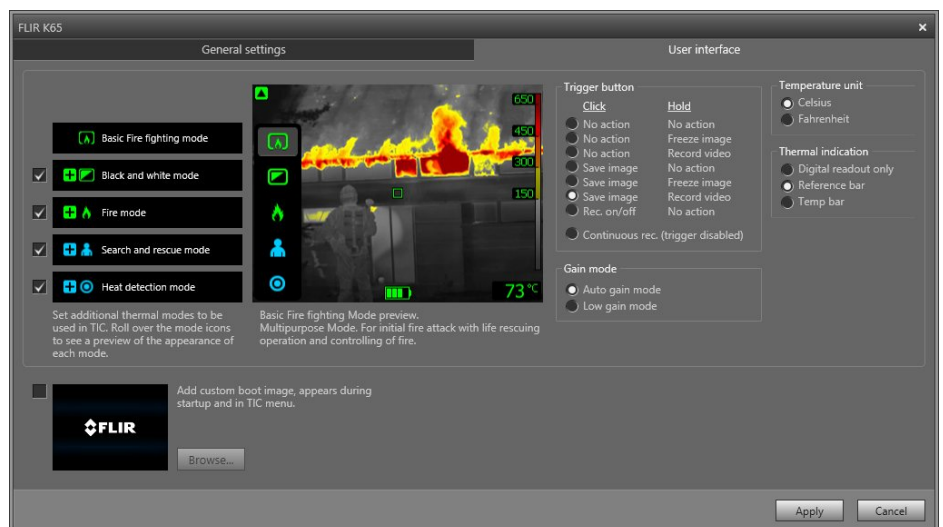 FLIR K65
General settings
User interface
Basic Fire fighting mode
Black and white mode
Fire mode
Search and rescue mode
Heat detection mode
Set additional thermal modes to be
used in TIC. Roll over the mode icons
to see a preview of the appearance of
each mode.
650
450
300
150
73°C
Basic Fire fighting Mode preview.
Multipurpose Mode. For initial fire attack with life rescuing
operation and controlling of fire.
Trigger button
Click Hold
No action No action
No action Freeze image
No action Record video
Save image No action
Save image Freeze image
Save image Record video
Rec. on/off No action
Continuous rec. (trigger disabled)
Gain mode
Auto gain mode
Low gain mode
Temperature unit
Celsius
Fahrenheit
Thermal indication
Digital readout only
Reference bar
Temp bar
FLIR
Add custom boot image, appears during
startup and in TIC menu.
Browse...
Apply
Cancel